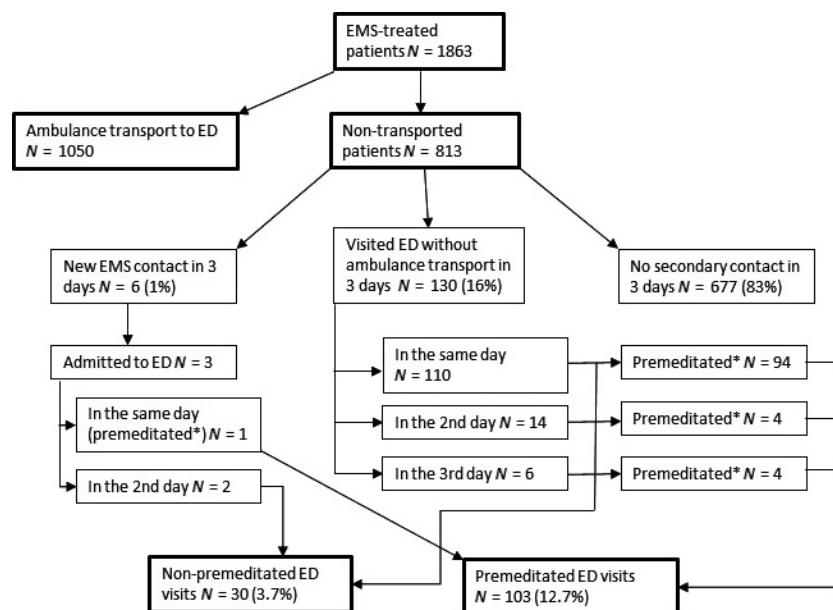 EMS-treated
patients N = 1863
Ambulance transport to ED
N = 1050
Non-transported
patients N = 813
New EMS contact in 3
days N = 6 (1%)
Visited ED without
ambulance transport in
3 days N = 130 (16%)
No secondary contact in
3 days N = 677 (83%)
Admitted to ED N = 3
In the same day
N = 110
Premeditated* N = 94
In the same day
(premeditated*) N = 1
In the 2nd day N = 14
Premeditated* N = 4
In the 2nd day N = 2
In the 3rd day N = 6
Premeditated* N = 4
Non-premeditated ED
visits N = 30 (3.7%)
Premeditated ED visits
N = 103 (12.7%)